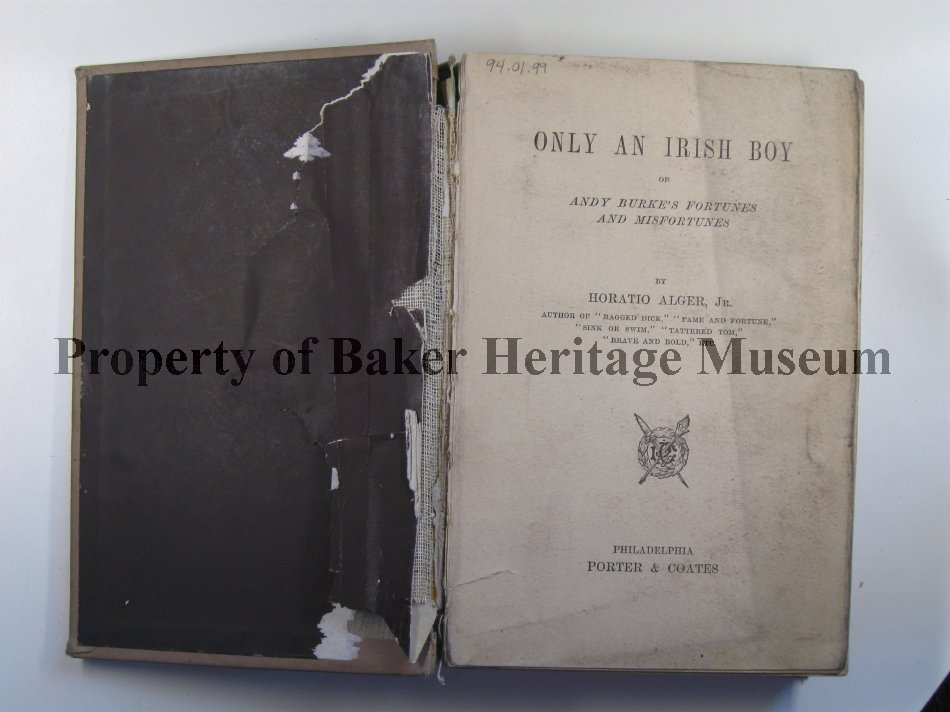 94.01.99
ONLY AN IRISH BOY
OR
ANDY BURKE'S FORTUNES
AND MISFORTUNES
BY
HORATIO ALGER, JR.
AUTHOR OF "RAGGED DICK," "FAME AND FORTUNE,"
"SINK OR SWIM," "TATTERED TOM,"
"BRAVE AND BOLD," ETC.
Property of Baker Heritage Museum
PHILADELPHIA
PORTER & COATES